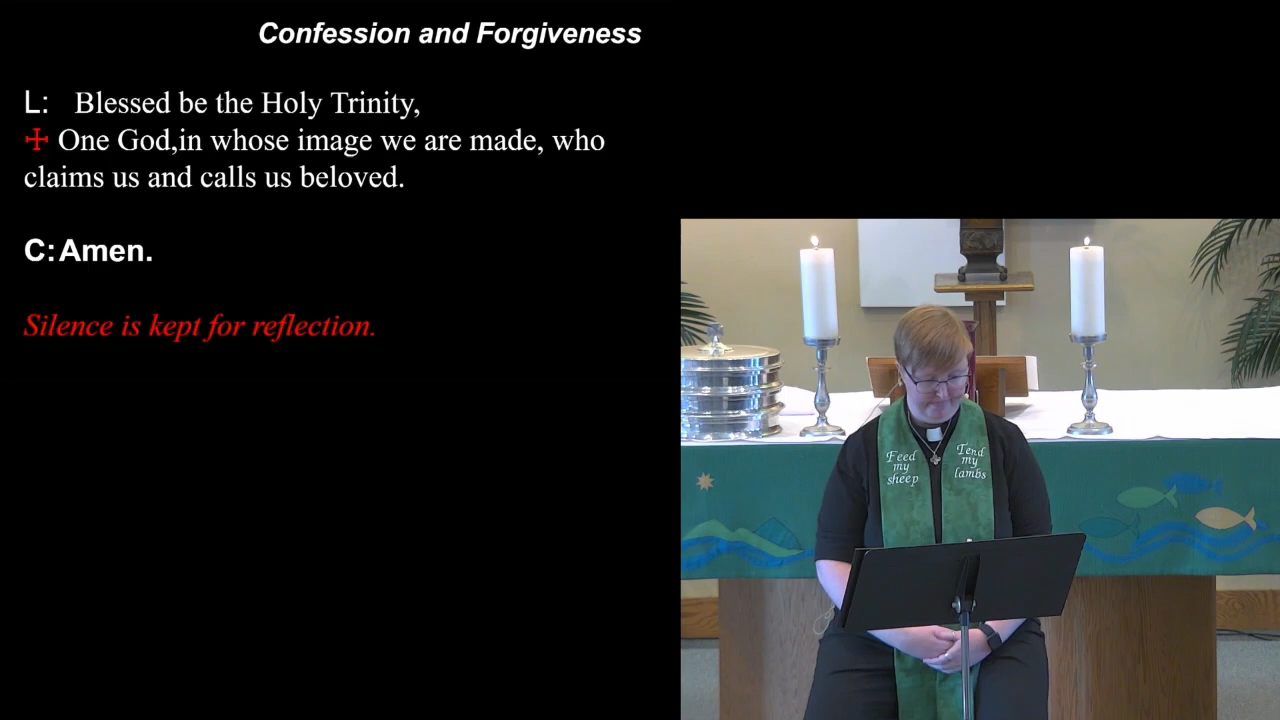 Confession and Forgiveness
L: Blessed be the Holy Trinity,
☩ One God,in whose image we are made, who
claims us and calls us beloved.
C: Amen.
Silence is kept for reflection.
Feed
my
sheep
Tend
my
lambs